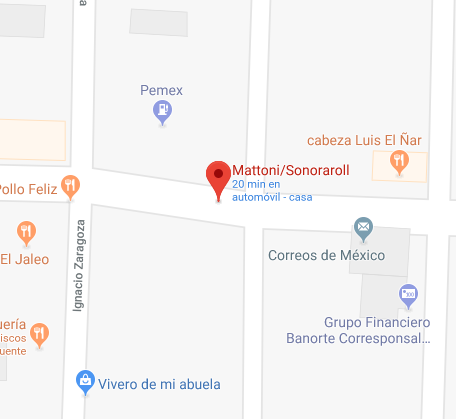 Pemex
cabeza Luis El Ñar
Mattoni/Sonoraroll
20 min en
automóvil - casa
Pollo Feliz
Ignacio Zaragoza
El Jaleo
Correos de México
uería
iscos
uente
Grupo Financiero
Banorte Corresponsal...
Vivero de mi abuela